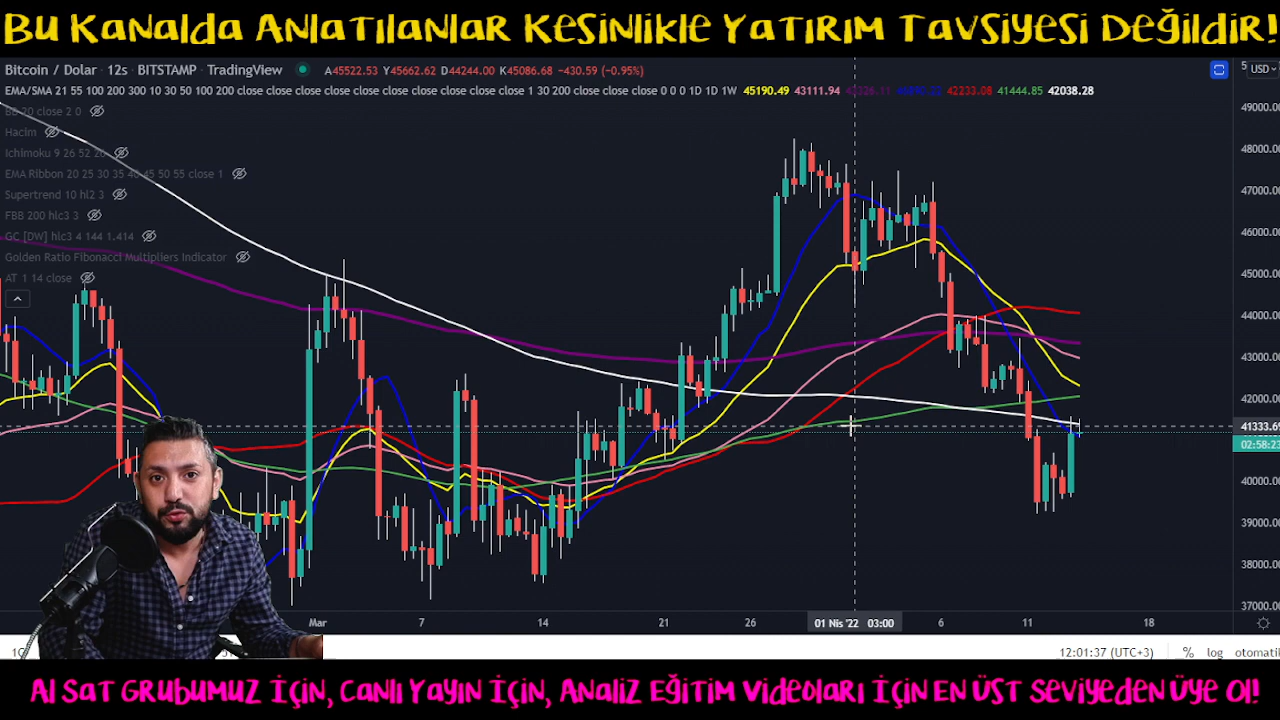 Bu Kanalda Anlatılanlar Kesinlikle Yatırım Tavsiyesi Değildir!
Bitcoin / Dolar · 12s · BITSTAMP · TradingView A45522.53 Y45662.62 D44244.00 K45086.68 −430.59 (−0.95%)
USD
EMA/SMA 21 55 100 200 300 10 30 50 100 200 close close close close close close close close close close close 1 30 200 close close close 0 0 0 1D 1D 1W 45190.49 43111.94 42233.08 41444.85 42038.28
BB 20 close 2 0
Hacim
Ichimoku 9 26 52 26
EMA Ribbon 20 25 30 35 40 45 50 55 close 1
Supertrend 10 hl2 3
FBB 200 hlc3 3
GC [DW] hlc3 4 144 1.414
Golden Ratio Fibonacci Multipliers Indicator
AT 1 14 close
49000.00
48000.00
47000.00
46000.00
45000.00
44000.00
43000.00
42000.00
41333.69
02:58:23
40000.00
39000.00
38000.00
37000.00
Mar 7 14 21 26 01 Nis '22 03:00 6 11 18
12:01:37 (UTC+3) % log otomatik
Al Sat Grubumuz İçin, Canlı Yayın İçin, Analiz Eğitim Videoları İçin En Üst Seviyeden Üye Ol!